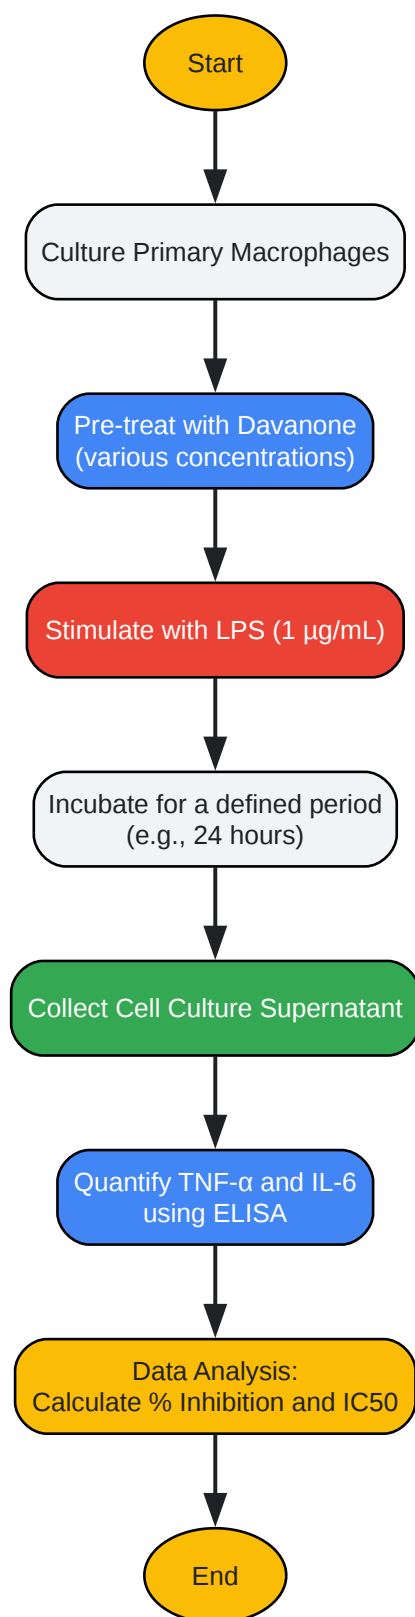 Start
Culture Primary Macrophages
Pre-treat with Davanone
(various concentrations)
Stimulate with LPS (1 µg/mL)
Incubate for a defined period
(e.g., 24 hours)
Collect Cell Culture Supernatant
Quantify TNF-α and IL-6
using ELISA
Data Analysis:
Calculate % Inhibition and IC50
End